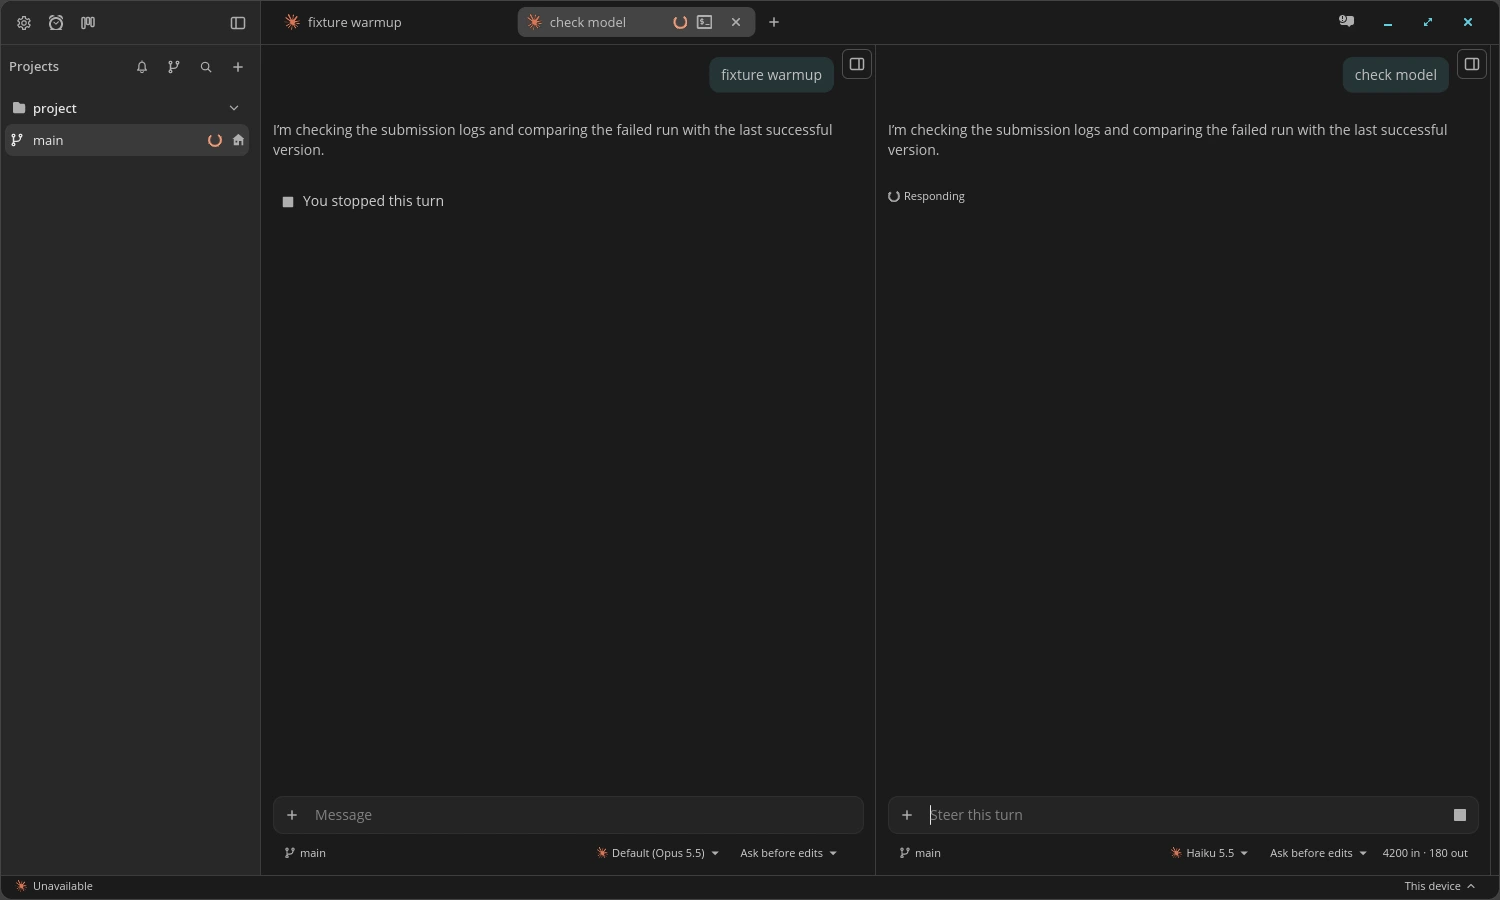 fixture warmup
check model
Projects
project
main
fixture warmup
I'm checking the submission logs and comparing the failed run with the last successful
version.
You stopped this turn
Message
main
Default (Opus 5.5)
Ask before edits
check model
I'm checking the submission logs and comparing the failed run with the last successful
version.
Responding
Steer this turn
main
Haiku 5.5
Ask before edits
4200 in · 180 out
Unavailable
This device